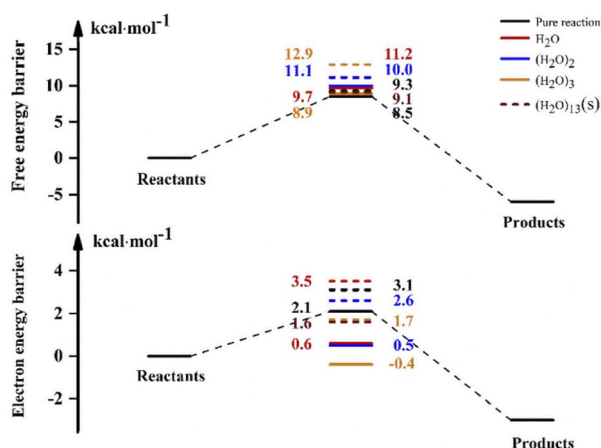 kcal·mol-1
Free energy barrier
15
10
5
0
-5
12.9
11.1
9.7
8.9
11.2
10.0
9.3
9.1
8.5
Reactants
Products
Pure reaction
H2O
(H2O)2
(H2O)3
(H2O)13(s)
kcal·mol-1
Electron energy barrier
4
2
0
-2
3.5
2.1
1.6
0.6
3.1
2.6
1.7
0.5
-0.4
Reactants
Products